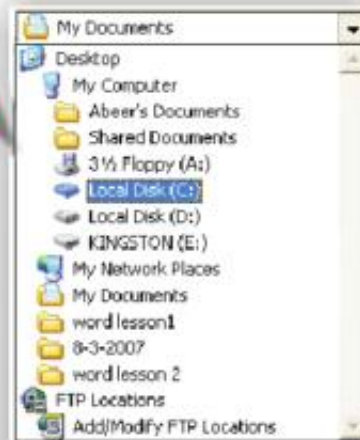 My Documents
Desktop
My Computer
Abeer's Documents
Shared Documents
3½ Floppy (A:)
Local Disk (C:)
Local Disk (D:)
KINGSTON (E:)
My Network Places
My Documents
word lesson1
8-3-2007
word lesson 2
FTP Locations
Add/Modify FTP Locations